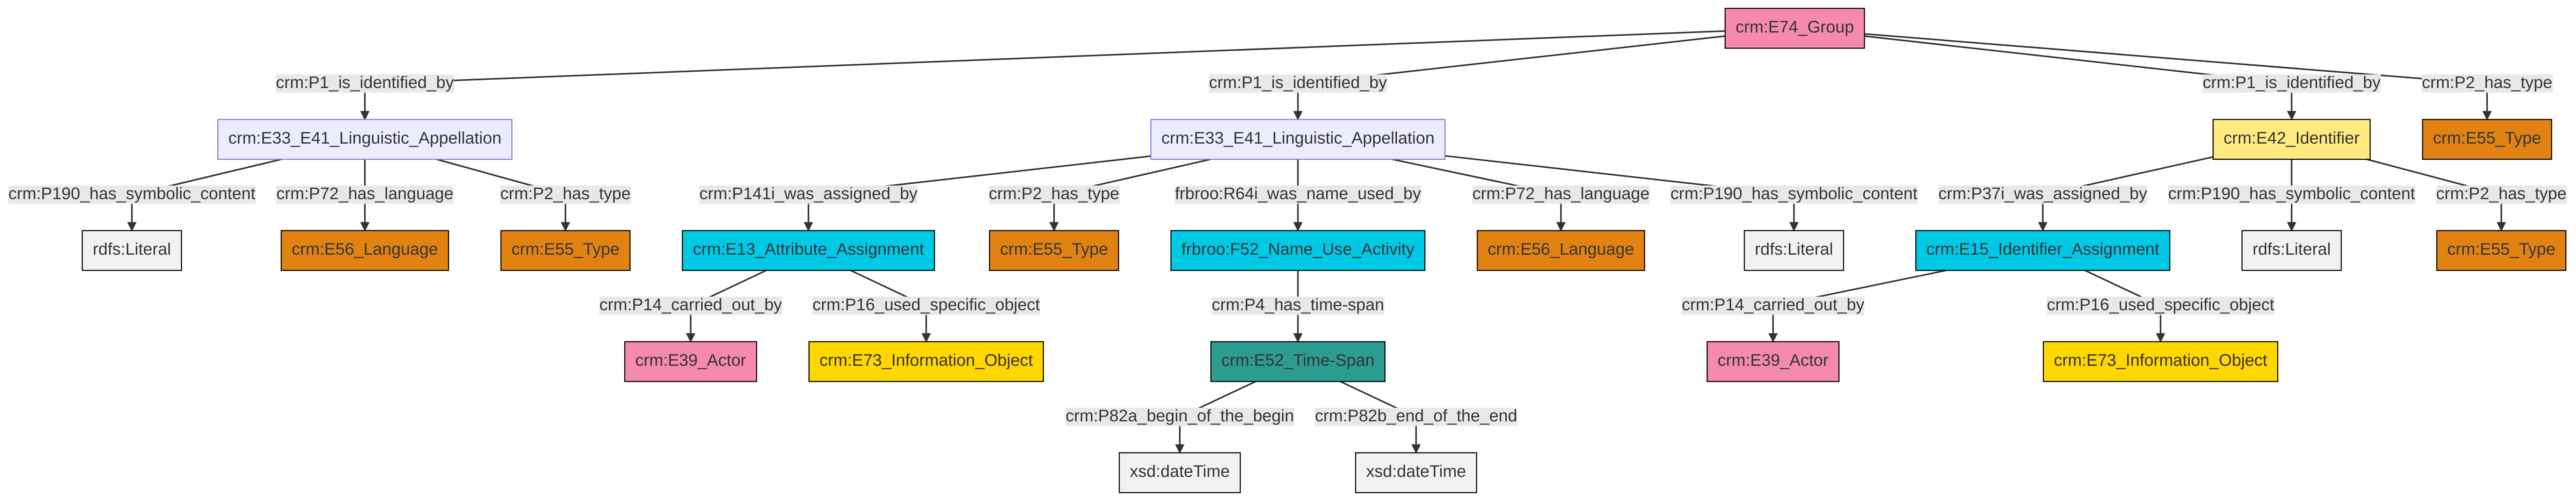 crm:E74_Group
crm:P1_is_identified_by
crm:P1_is_identified_by
crm:P1_is_identified_by
crm:P2_has_type
crm:E33_E41_Linguistic_Appellation
crm:E33_E41_Linguistic_Appellation
crm:E42_Identifier
crm:E55_Type
crm:P190_has_symbolic_content
crm:P72_has_language
crm:P2_has_type
crm:P141i_was_assigned_by
crm:P2_has_type
frbroo:R64i_was_name_used_by
crm:P72_has_language
crm:P190_has_symbolic_content
crm:P37i_was_assigned_by
crm:P190_has_symbolic_content
crm:P2_has_type
rdfs:Literal
crm:E56_Language
crm:E55_Type
crm:E13_Attribute_Assignment
crm:E55_Type
frbroo:F52_Name_Use_Activity
crm:E56_Language
rdfs:Literal
crm:E15_Identifier_Assignment
rdfs:Literal
crm:E55_Type
crm:P14_carried_out_by
crm:P16_used_specific_object
crm:P4_has_time-span
crm:P14_carried_out_by
crm:P16_used_specific_object
crm:E39_Actor
crm:E73_Information_Object
crm:E52_Time-Span
crm:E39_Actor
crm:E73_Information_Object
crm:P82a_begin_of_the_begin
crm:P82b_end_of_the_end
xsd:dateTime
xsd:dateTime